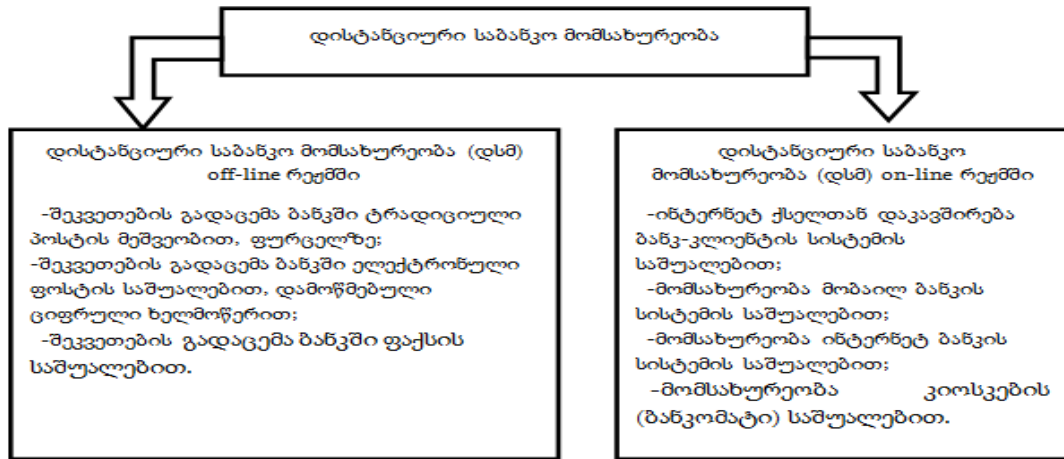 დისტანციური საბანკო მომსახურეობა
დისტანციური საბანკო მომსახურეობა (დსმ)
off-line რეჟმში
-შეკვეთების გადაცემა ბანკში ტრადიციული
პოსტის მეშვეობით, ფურცელზე;
-შეკვეთების გადაცემა ბანკში ელექტრონული
ფოსტის საშუალებით, დამოწმებული
ციფრული ხელმოწერით;
-შეკვეთების გადაცემა ბანკში ფაქსის
საშუალებით.
დისტანციური საბანკო
მომსახურეობა (დსმ) on-line რეჟმში
-ინტერნეტ ქსელთან დაკავშირება
ბანკ-კლიენტის სისტემის
საშუალებით;
-მომსახურეობა მობაილ ბანკის
სისტემის საშუალებით;
-მომსახურეობა ინტერნეტ ბანკის
სისტემის საშუალებით;
-მომსახურეობა კიოსკების
(ბანკომატი) საშუალებით.